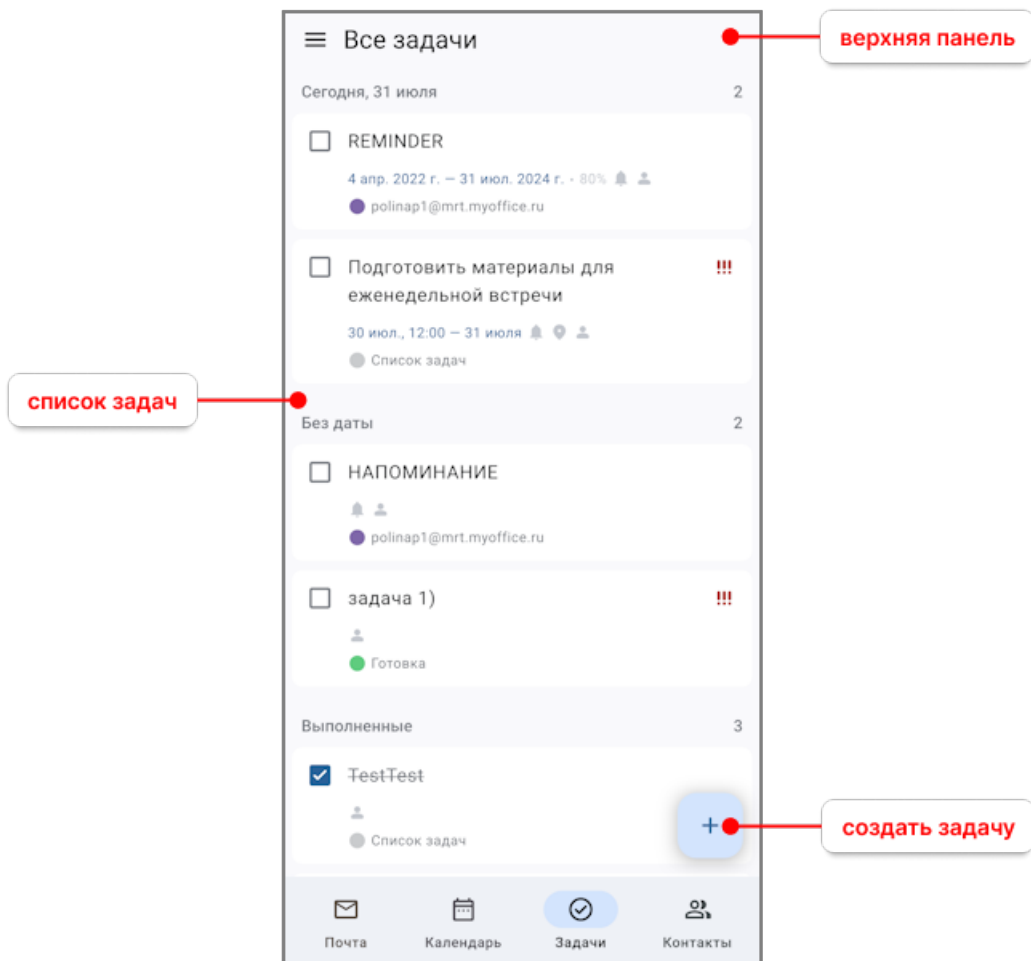 Все задачи
верхняя панель
Сегодня, 31 июля 2
REMINDER
4 апр. 2022 г. — 31 июл. 2024 г. · 80%
polinap1@mrt.myoffice.ru
Подготовить материалы для !!!
еженедельной встречи
30 июл., 12:00 — 31 июля
Список задач
список задач
Без даты 2
НАПОМИНАНИЕ
polinap1@mrt.myoffice.ru
задача 1) !!!
Готовка
Выполненные 3
TestTest
+
создать задачу
Список задач
Почта Календарь Задачи Контакты